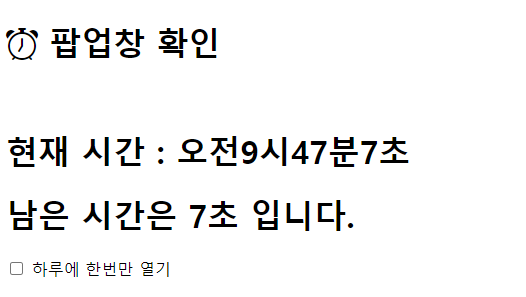 ⏰ 팝업창 확인
현재 시간 : 오전9시47분7초
남은 시간은 7초 입니다.
하루에 한번만 열기